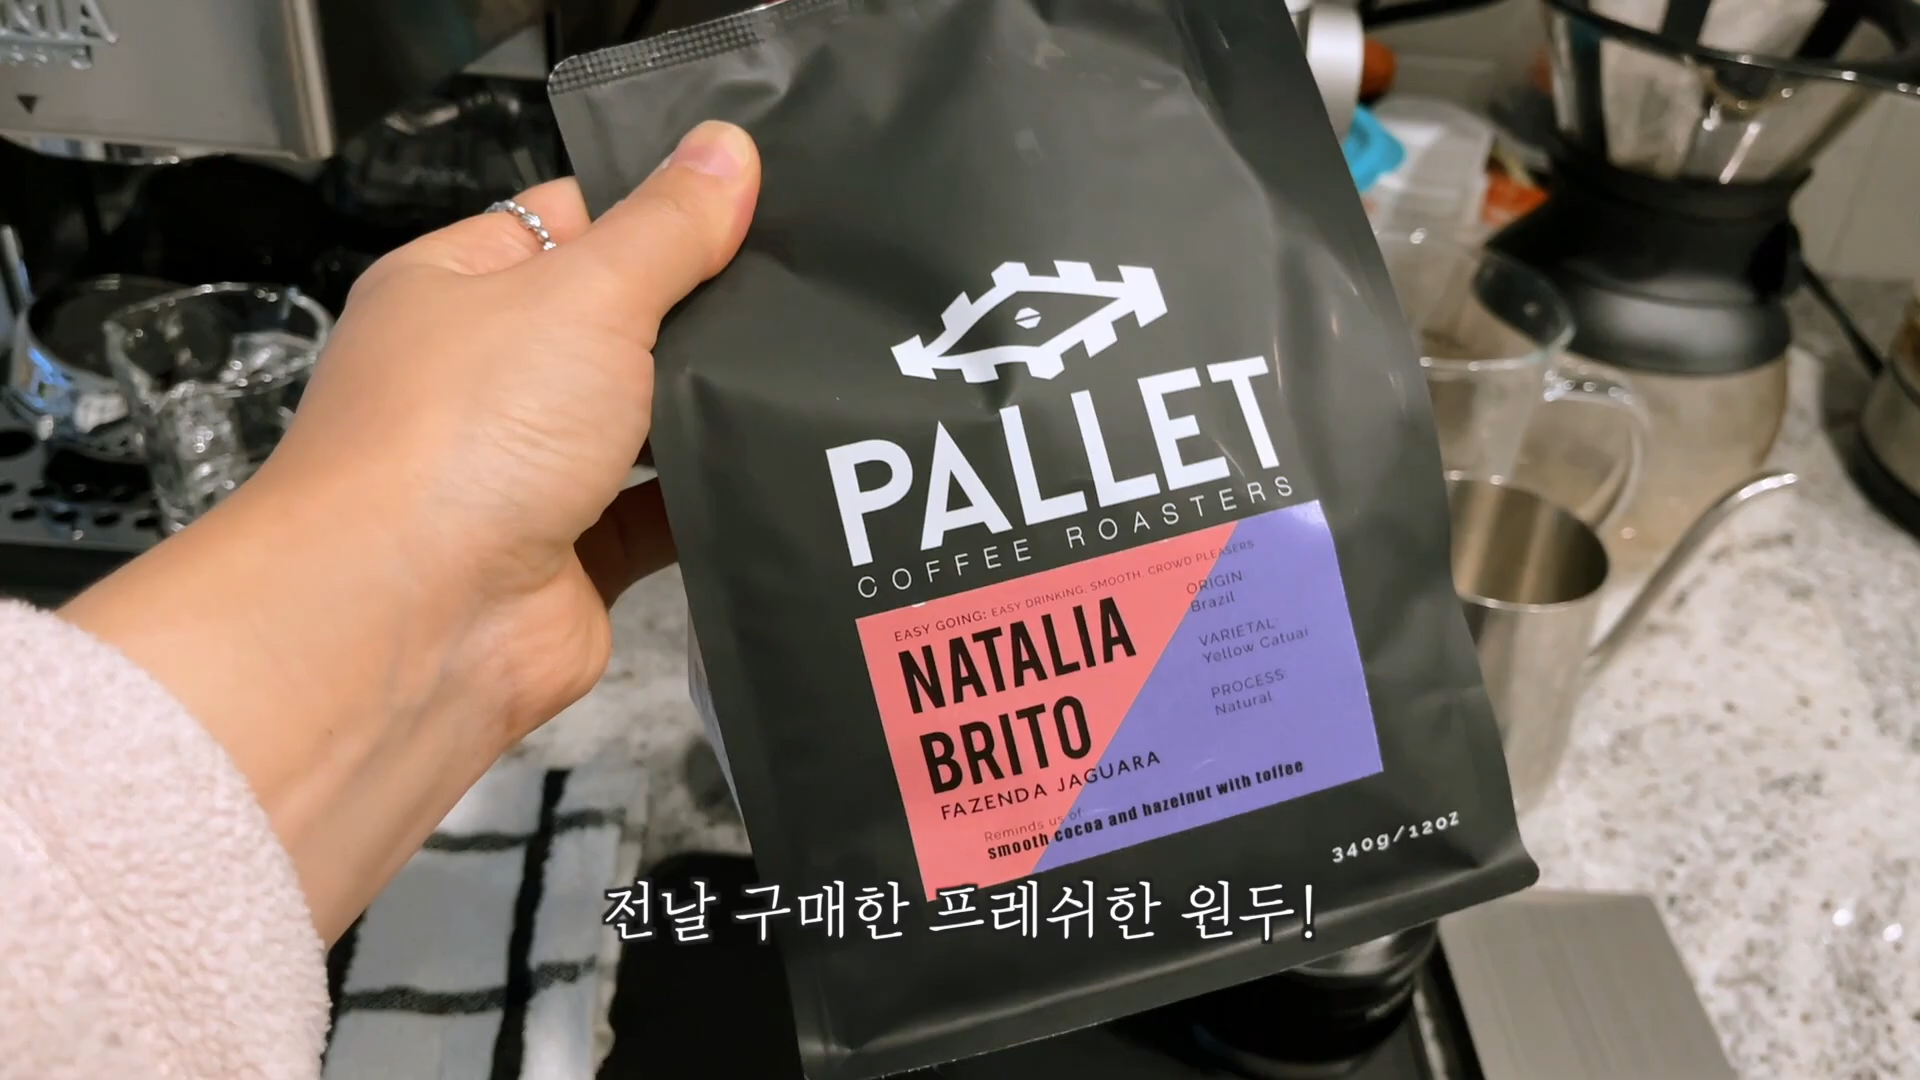 PALLET
COFFEE ROASTERS
EASY GOING: EASY DRINKING, SMOOTH, CROWD PLEASERS
NATALIA
BRITO
FAZENDA JAGUARA
ORIGIN:
Brazil
VARIETAL:
Yellow Catuai
PROCESS:
Natural
Reminds us of
smooth cocoa and hazelnut with toffee
340g/12oz
전날 구매한 프레쉬한 원두!